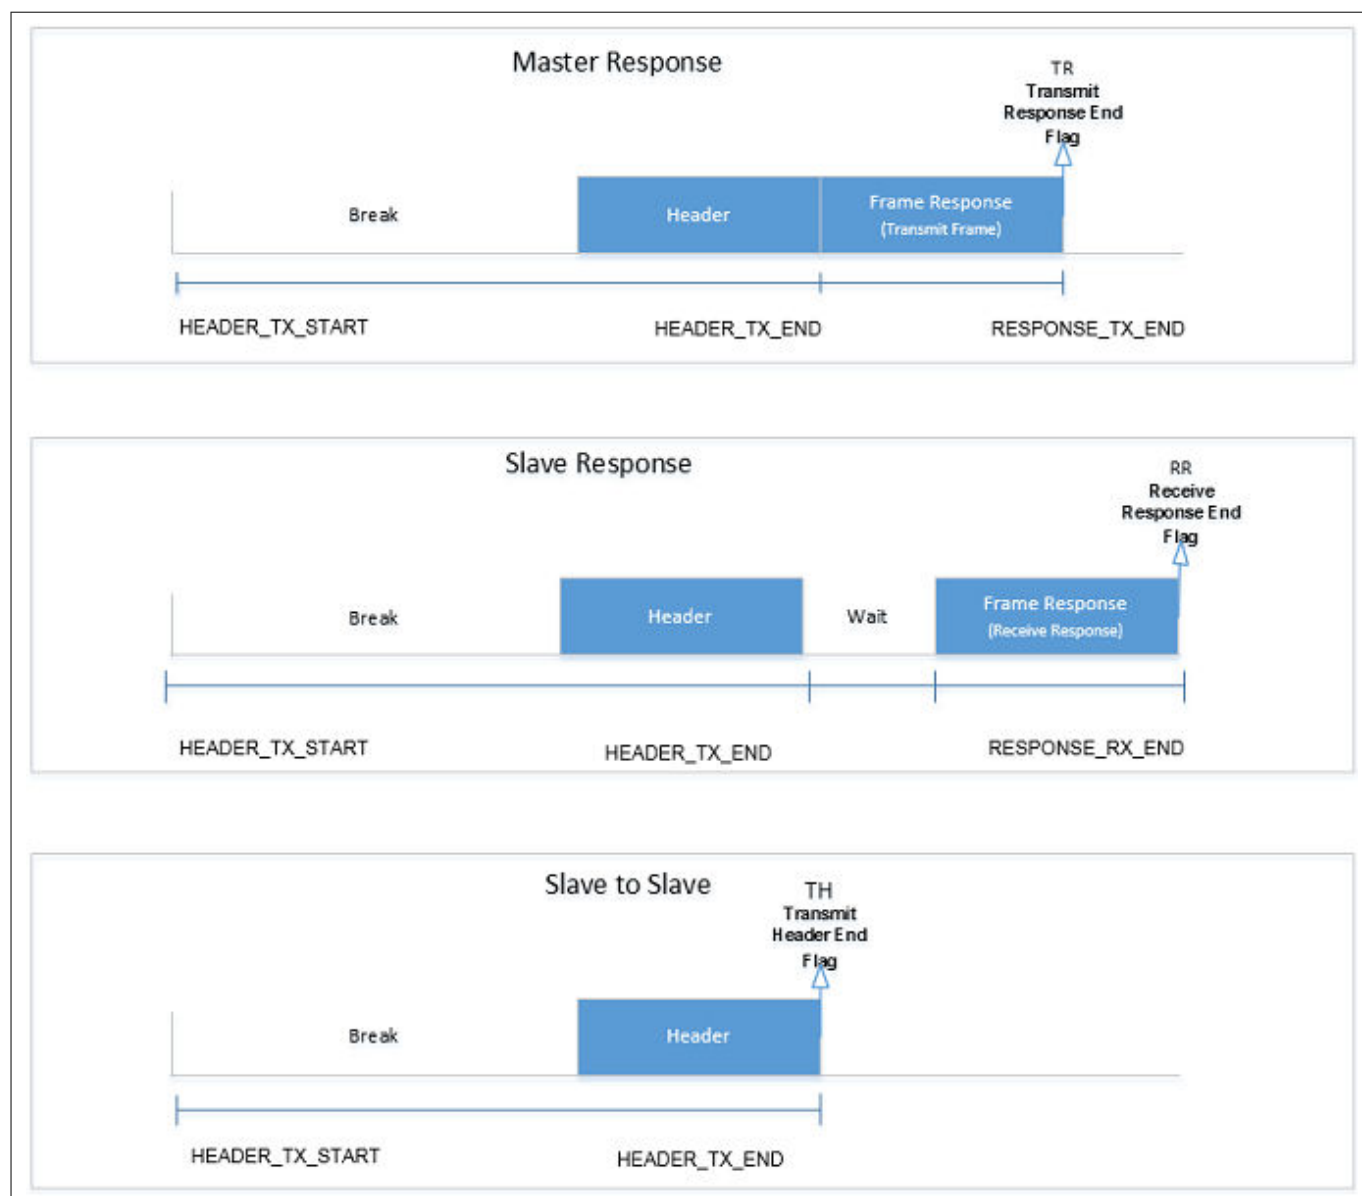 Master Response
TR
Transmit
Response End
Flag
Break
Header
Frame Response
(Transmit Frame)
HEADER_TX_START
HEADER_TX_END
RESPONSE_TX_END
Slave Response
RR
Receive
Response End
Flag
Break
Header
Wait
Frame Response
(Receive Response)
HEADER_TX_START
HEADER_TX_END
RESPONSE_RX_END
Slave to Slave
TH
Transmit
Header End
Flag
Break
Header
HEADER_TX_START
HEADER_TX_END